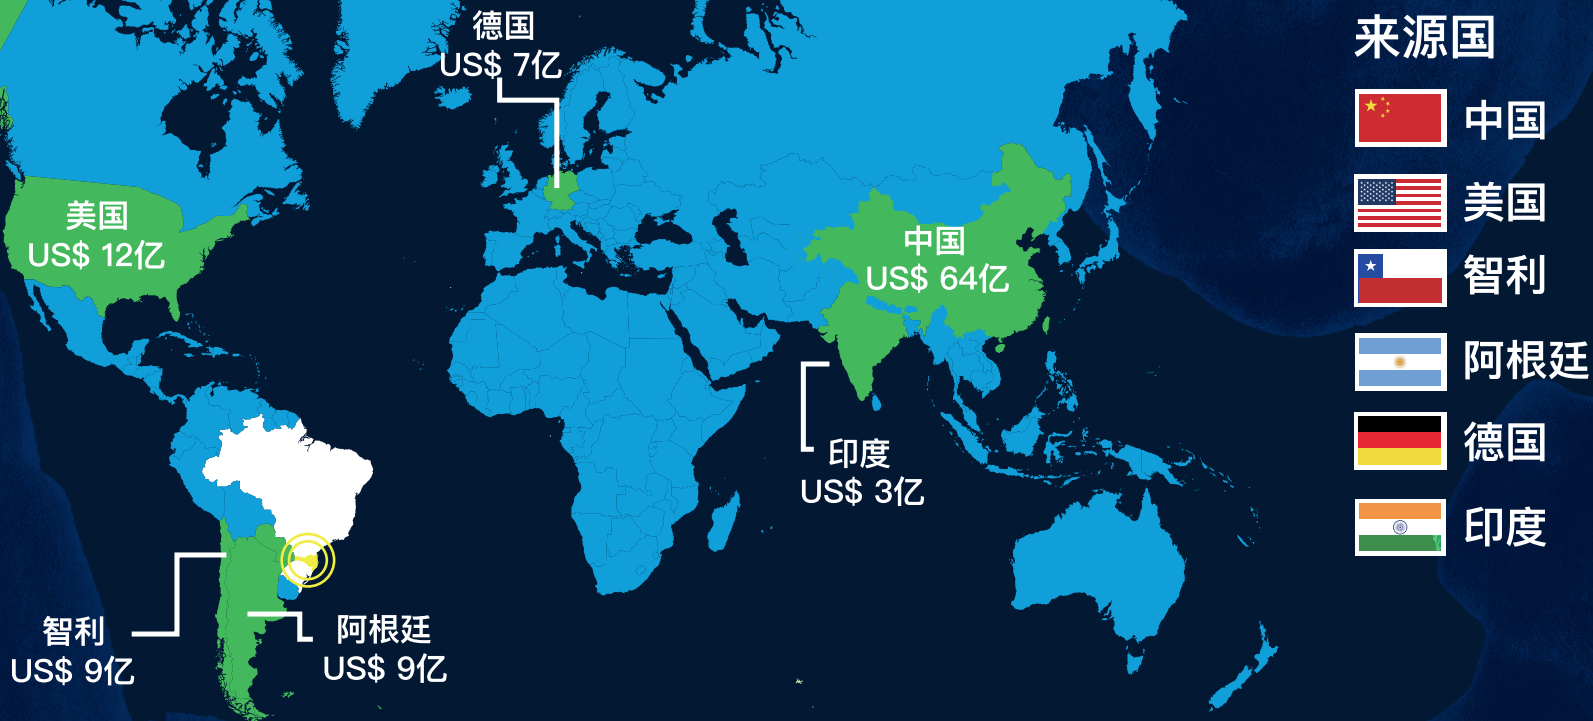 德国
US$ 7亿
美国
US$ 12亿
中国
US$ 64亿
印度
US$ 3亿
智利
US$ 9亿
阿根廷
US$ 9亿
来源国
中国
美国
智利
阿根廷
德国
印度